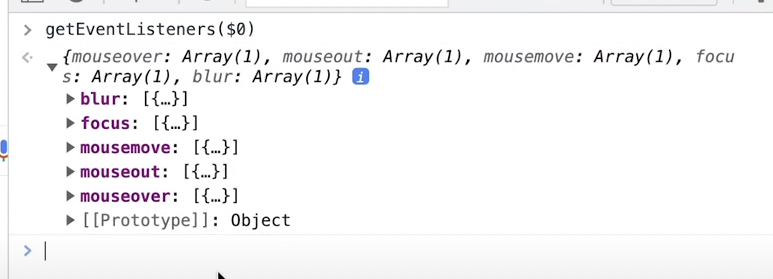 getEventListeners($0)
{mouseover: Array(1), mouseout: Array(1), mousemove: Array(1), focu
s: Array(1), blur: Array(1)} i
blur: [{…}]
focus: [{…}]
mousemove: [{…}]
mouseout: [{…}]
mouseover: [{…}]
[[Prototype]]: Object